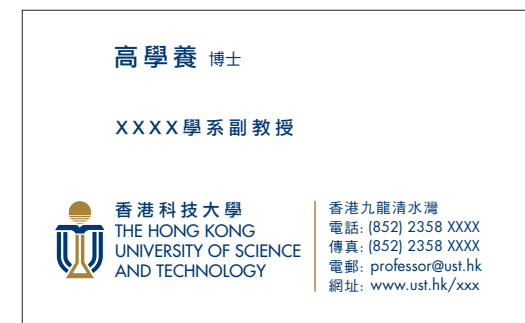 高學養 博士
XXXX學系副教授
香港科技大學
THE HONG KONG
UNIVERSITY OF SCIENCE
AND TECHNOLOGY
香港九龍清水灣
電話: (852) 2358 XXXX
傳真: (852) 2358 XXXX
電郵: professor@ust.hk
網址: www.ust.hk/xxx